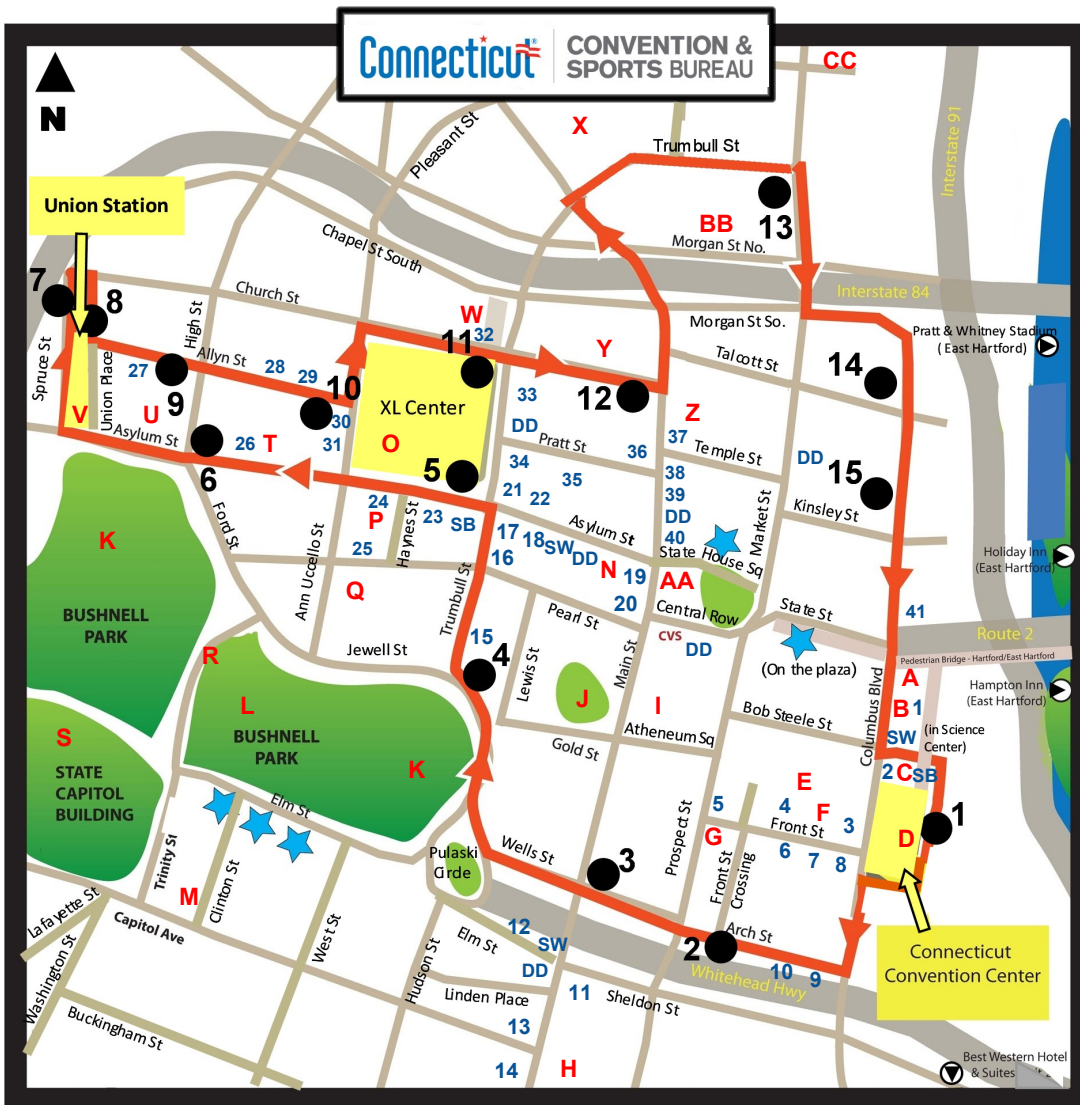 Connecticut
CONVENTION &
SPORTS BUREAU
N
CC
X
Pleasant St
Trumbull St
Interstate 91
Union Station
13
BB
Morgan St No.
Chapel St South
Church St
Interstate 84
7
8
High St
W
32
11
Morgan St So.
Pratt & Whitney Stadium
( East Hartford)
Y
Talcott St
14
Spruce St
Union Place
Allyn St
27
28
29
10
9
30
31
XL Center
O
5
12
33
DD
V
U
Asylum St
26
T
6
Pratt St
36
Z
37
Temple St
38
39
DD
40
DD
15
Market St
Kinsley St
34
35
21
22
24
P
25
Haynes St
23
SB
17
16
18
SW
DD
Asylum St
N
19
20
State House Sq
AA
Central Row
State St
41
Holiday Inn
(East Hartford)
K
BUSHNELL
PARK
Ford St
Ann Uccello St
Q
Trumbull St
Pearl St
Route 2
Pedestrian Bridge - Hartford/East Hartford
CVS
DD
(On the plaza)
Jewell St
15
4
Lewis St
Main St
R
A
B
1
SW
(in Science
Center)
Hampton Inn
(East Hartford)
L
BUSHNELL
PARK
K
J
I
Gold St
Atheneum Sq
Bob Steele St
Columbus Blvd
S
STATE
CAPITOL
BUILDING
2
C
SB
E
4
F
3
5
G
Front St
6
7
8
D
1
Elm St
Trinity St
Clinton St
M
Pulaski
Circle
Wells St
3
Prospect St
Front St
Crossing
Lafayette St
Capitol Ave
Washington St
West St
Hudson St
Elm St
12
SW
DD
2
Arch St
10
9
Whitehead Hwy
Connecticut
Convention Center
Linden Place
11
Sheldon St
Buckingham St
13
14
H
Best Western Hotel
& Suites